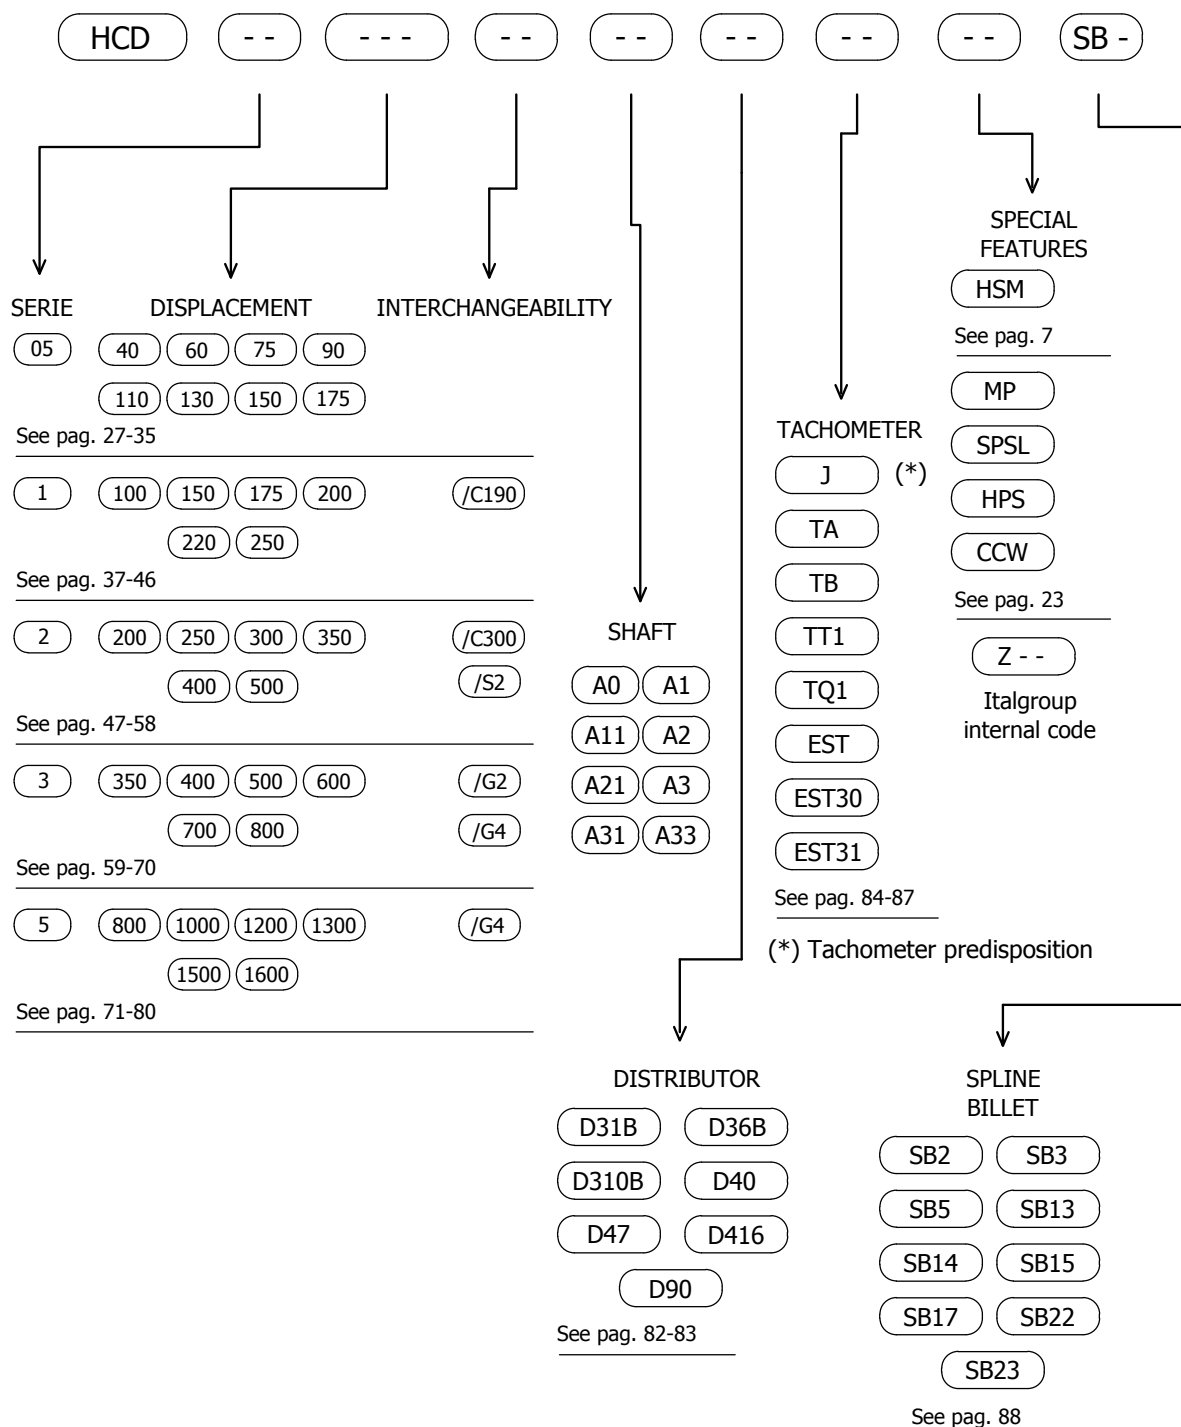 HCD - - - - - - - - - - - - - - - - - SB -
SERIE DISPLACEMENT INTERCHANGEABILITY
05 40 60 75 90
110 130 150 175
See pag. 27-35
1 100 150 175 200 /C190
220 250
See pag. 37-46
2 200 250 300 350 /C300
400 500 /S2
See pag. 47-58
3 350 400 500 600 /G2
700 800 /G4
See pag. 59-70
5 800 1000 1200 1300 /G4
1500 1600
See pag. 71-80
SHAFT
A0 A1
A11 A2
A21 A3
A31 A33
DISTRIBUTOR
D31B D36B
D310B D40
D47 D416
D90
See pag. 82-83
TACHOMETER
J (*)
TA
TB
TT1
TQ1
EST
EST30
EST31
See pag. 84-87
(*) Tachometer predisposition
SPECIAL
FEATURES
HSM
See pag. 7
MP
SPSL
HPS
CCW
See pag. 23
Z - -
Italgroup
internal code
SPLINE
BILLET
SB2 SB3
SB5 SB13
SB14 SB15
SB17 SB22
SB23
See pag. 88